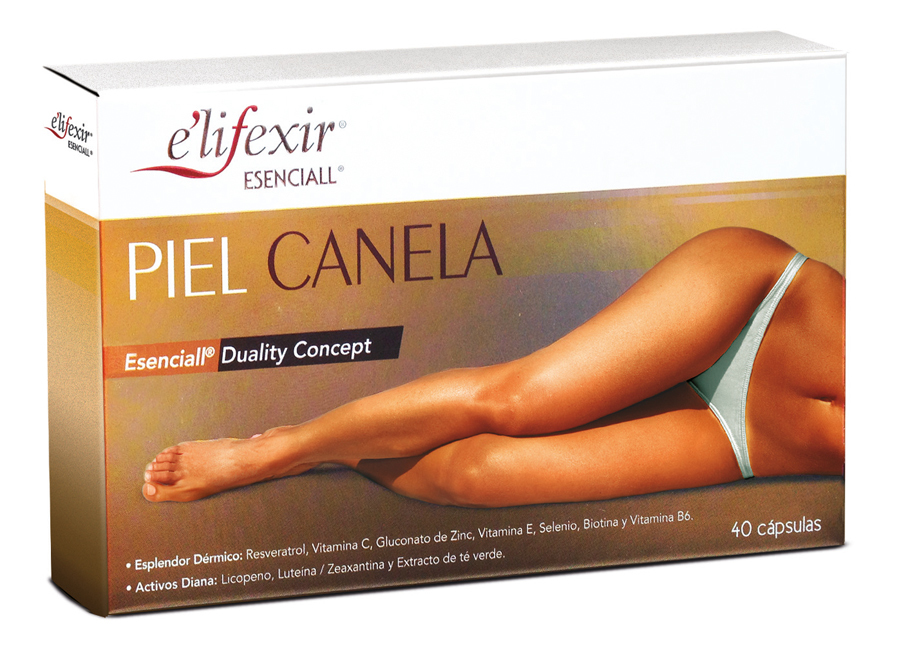 e'lifexir®
ESENCIALL®
e'lifexir®
ESENCIALL®
PIEL CANELA
Esenciall® Duality Concept
• Esplendor Dérmico: Resveratrol, Vitamina C, Gluconato de Zinc, Vitamina E, Selenio, Biotina y Vitamina B6.
• Activos Diana: Licopeno, Luteína / Zeaxantina y Extracto de té verde.
40 cápsulas